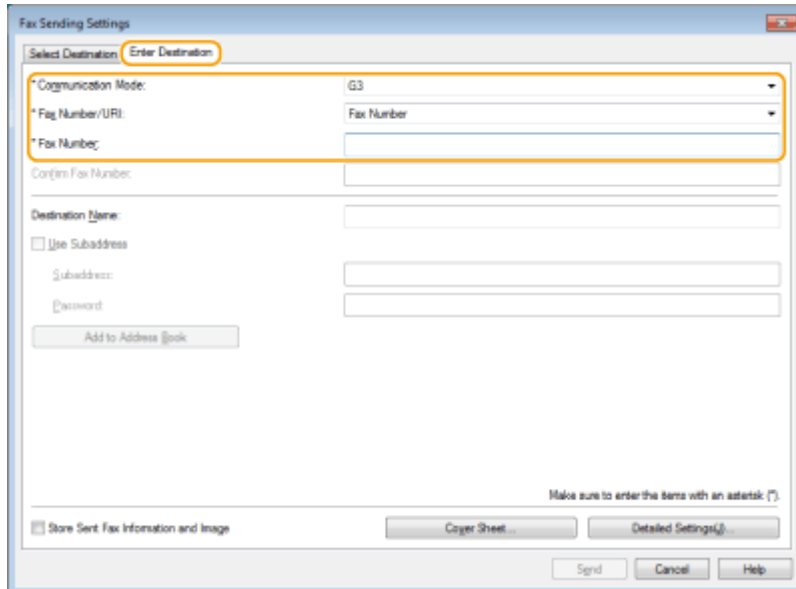 Fax Sending Settings
Select Destination Enter Destination
* Communication Mode: G3
* Fax Number/URI: Fax Number
* Fax Number:
Confirm Fax Number:
Destination Name:
Use Subaddress
Subaddress:
Password:
Add to Address Book
Make sure to enter the items with an asterisk (*).
Store Sent Fax Information and Image Cover Sheet... Detailed Settings(J)...
Send Cancel Help